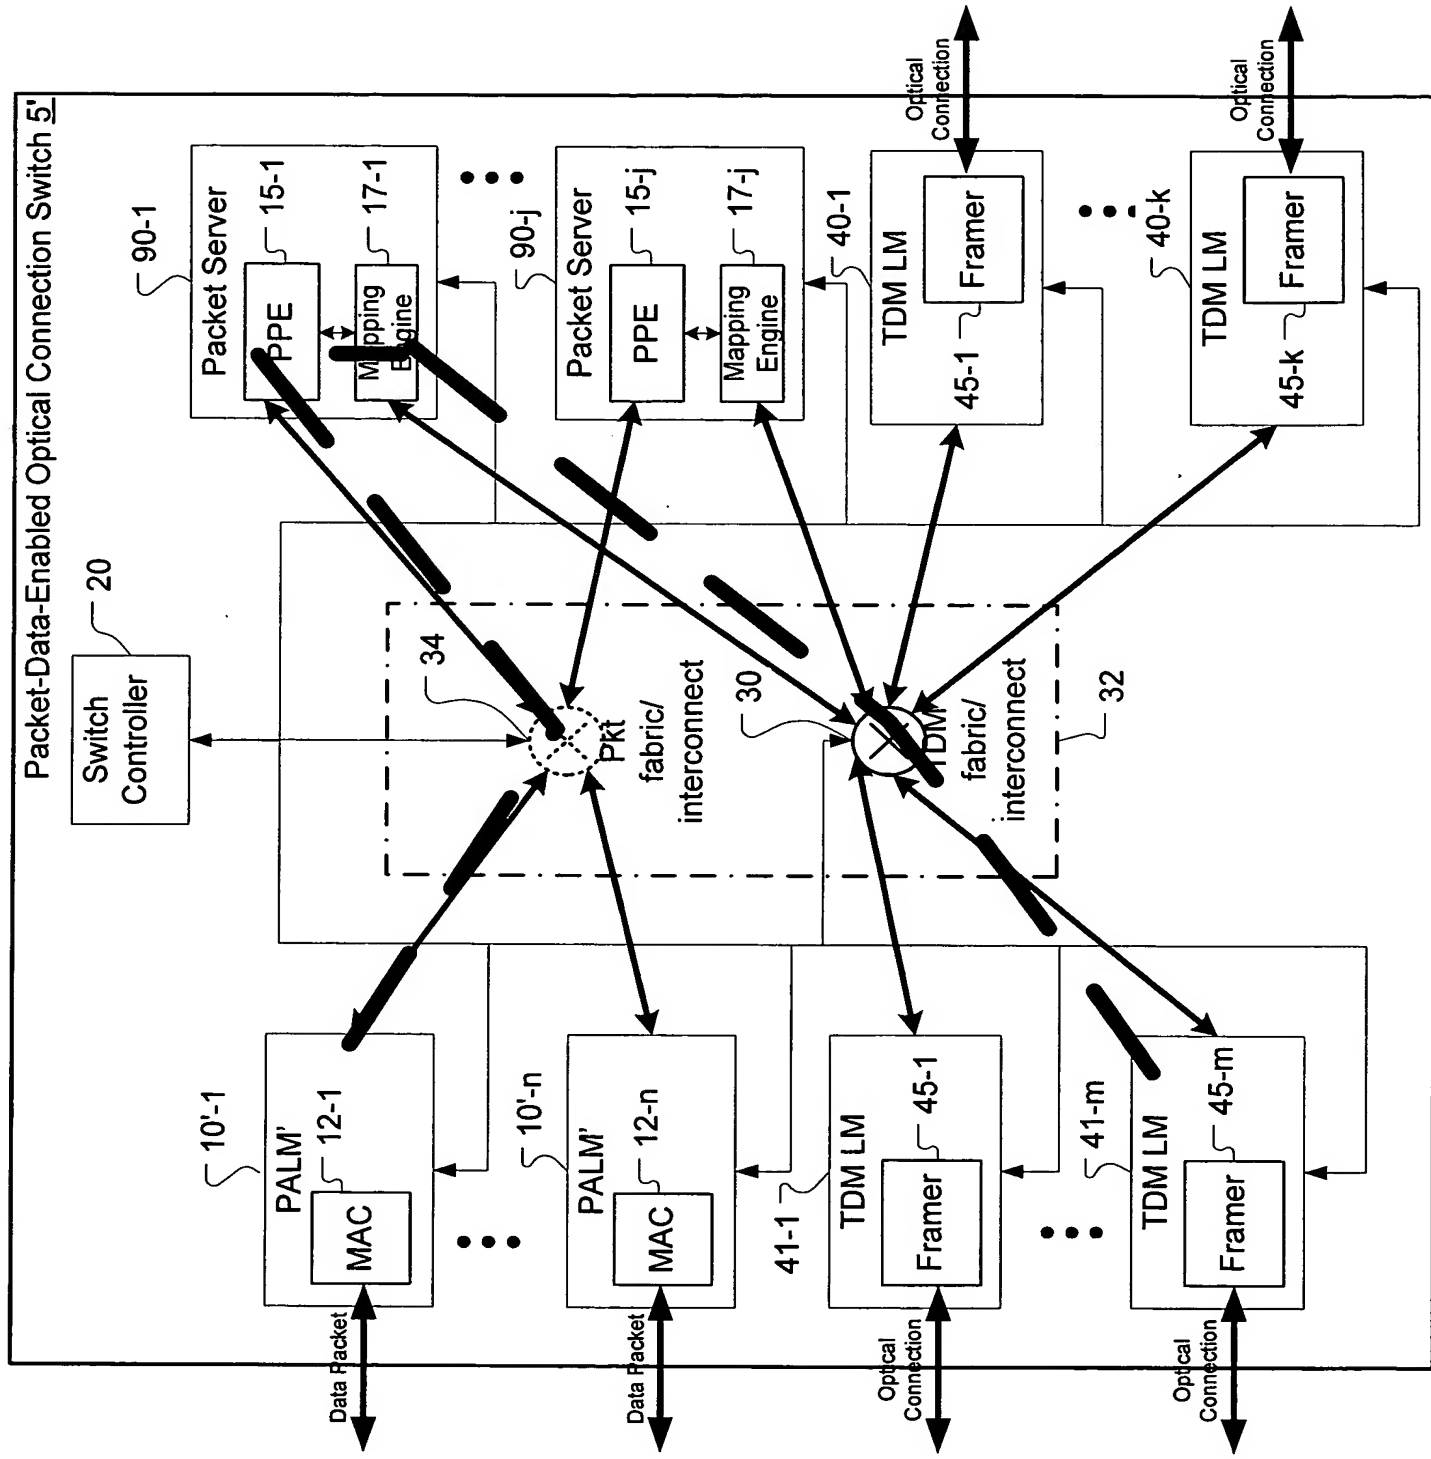 Packet-Data-Enabled Optical Connection Switch 5'
Switch
Controller
20
10'-1
PALM'
12-1
MAC
Data Packet
10'-n
PALM'
12-n
MAC
Data Packet
41-1
TDM LM
45-1
Framer
Optical
Connection
41-m
TDM LM
45-m
Framer
Optical
Connection
34
Pkt
fabric/
interconnect
30
TDM
fabric/
interconnect
32
90-1
Packet Server
15-1
PPE
17-1
Mapping
Engine
90-j
Packet Server
15-j
PPE
17-j
Mapping
Engine
40-1
TDM LM
45-1
Framer
Optical
Connection
40-k
TDM LM
45-k
Framer
Optical
Connection